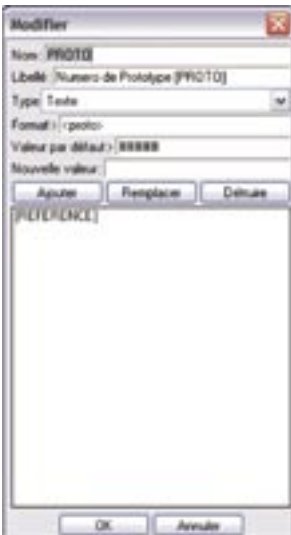 Modifier
Nom: PROTO
Libellé: Numero de Prototype [PROTO]
Type: Texte
Format> <proto>
Valeur par défaut> #####
Nouvelle valeur:
Ajouter Remplacer Détruire
[REFERENCE]
OK Annuler